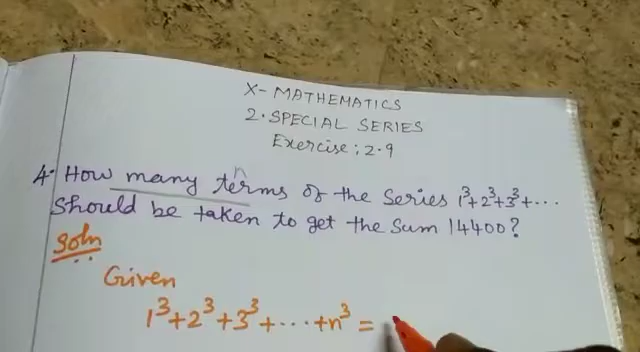 X- MATHEMATICS
2. SPECIAL SERIES
Exercise: 2.9
n
4. How many terms of the Series 1³+2³+3³+...
Should be taken to get the Sum 14400?
Soln
Given
1³+2³+3³+...+n³ =